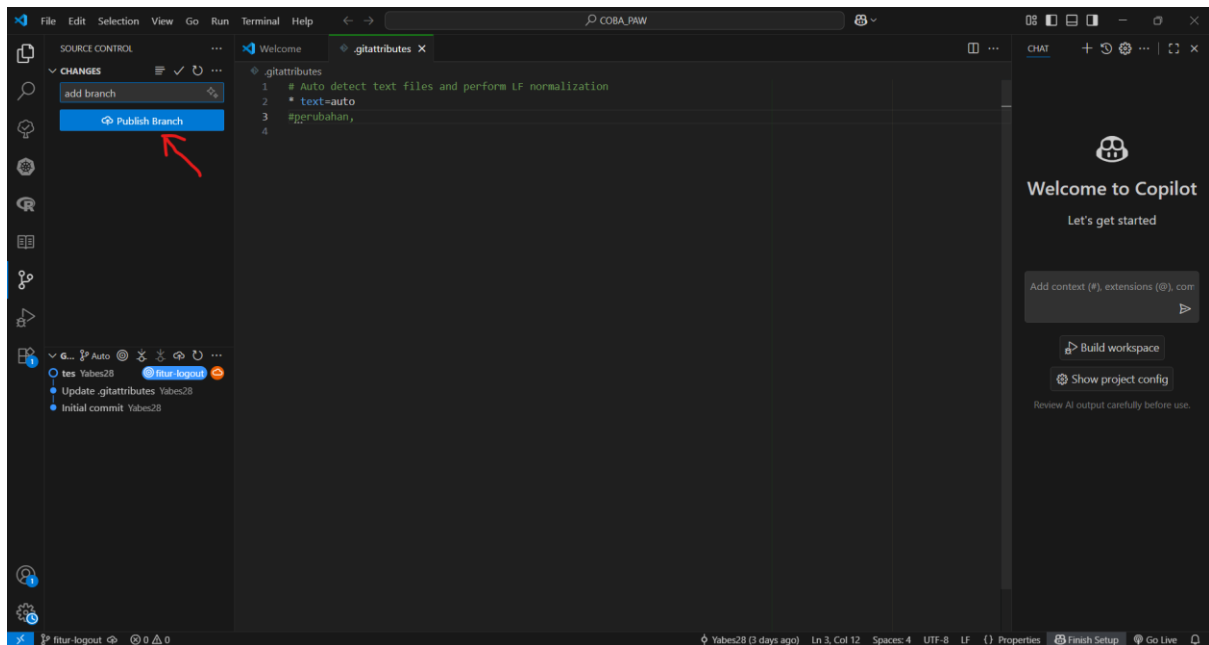 File Edit Selection View Go Run Terminal Help
COBA_PAW
SOURCE CONTROL
CHANGES
add branch
Publish Branch
G... Auto
tes Yabes28 fitur-logout
Update .gitattributes Yabes28
Initial commit Yabes28
Welcome .gitattributes
.gitattributes
1 # Auto detect text files and perform LF normalization
2 * text=auto
3 #perubahan,
4
CHAT
Welcome to Copilot
Let's get started
Add context (#), extensions (@), com
Build workspace
Show project config
Review AI output carefully before use.
1
1
fitur-logout 0 0 Yabes28 (3 days ago) Ln 3, Col 12 Spaces: 4 UTF-8 LF {} Properties Finish Setup Go Live